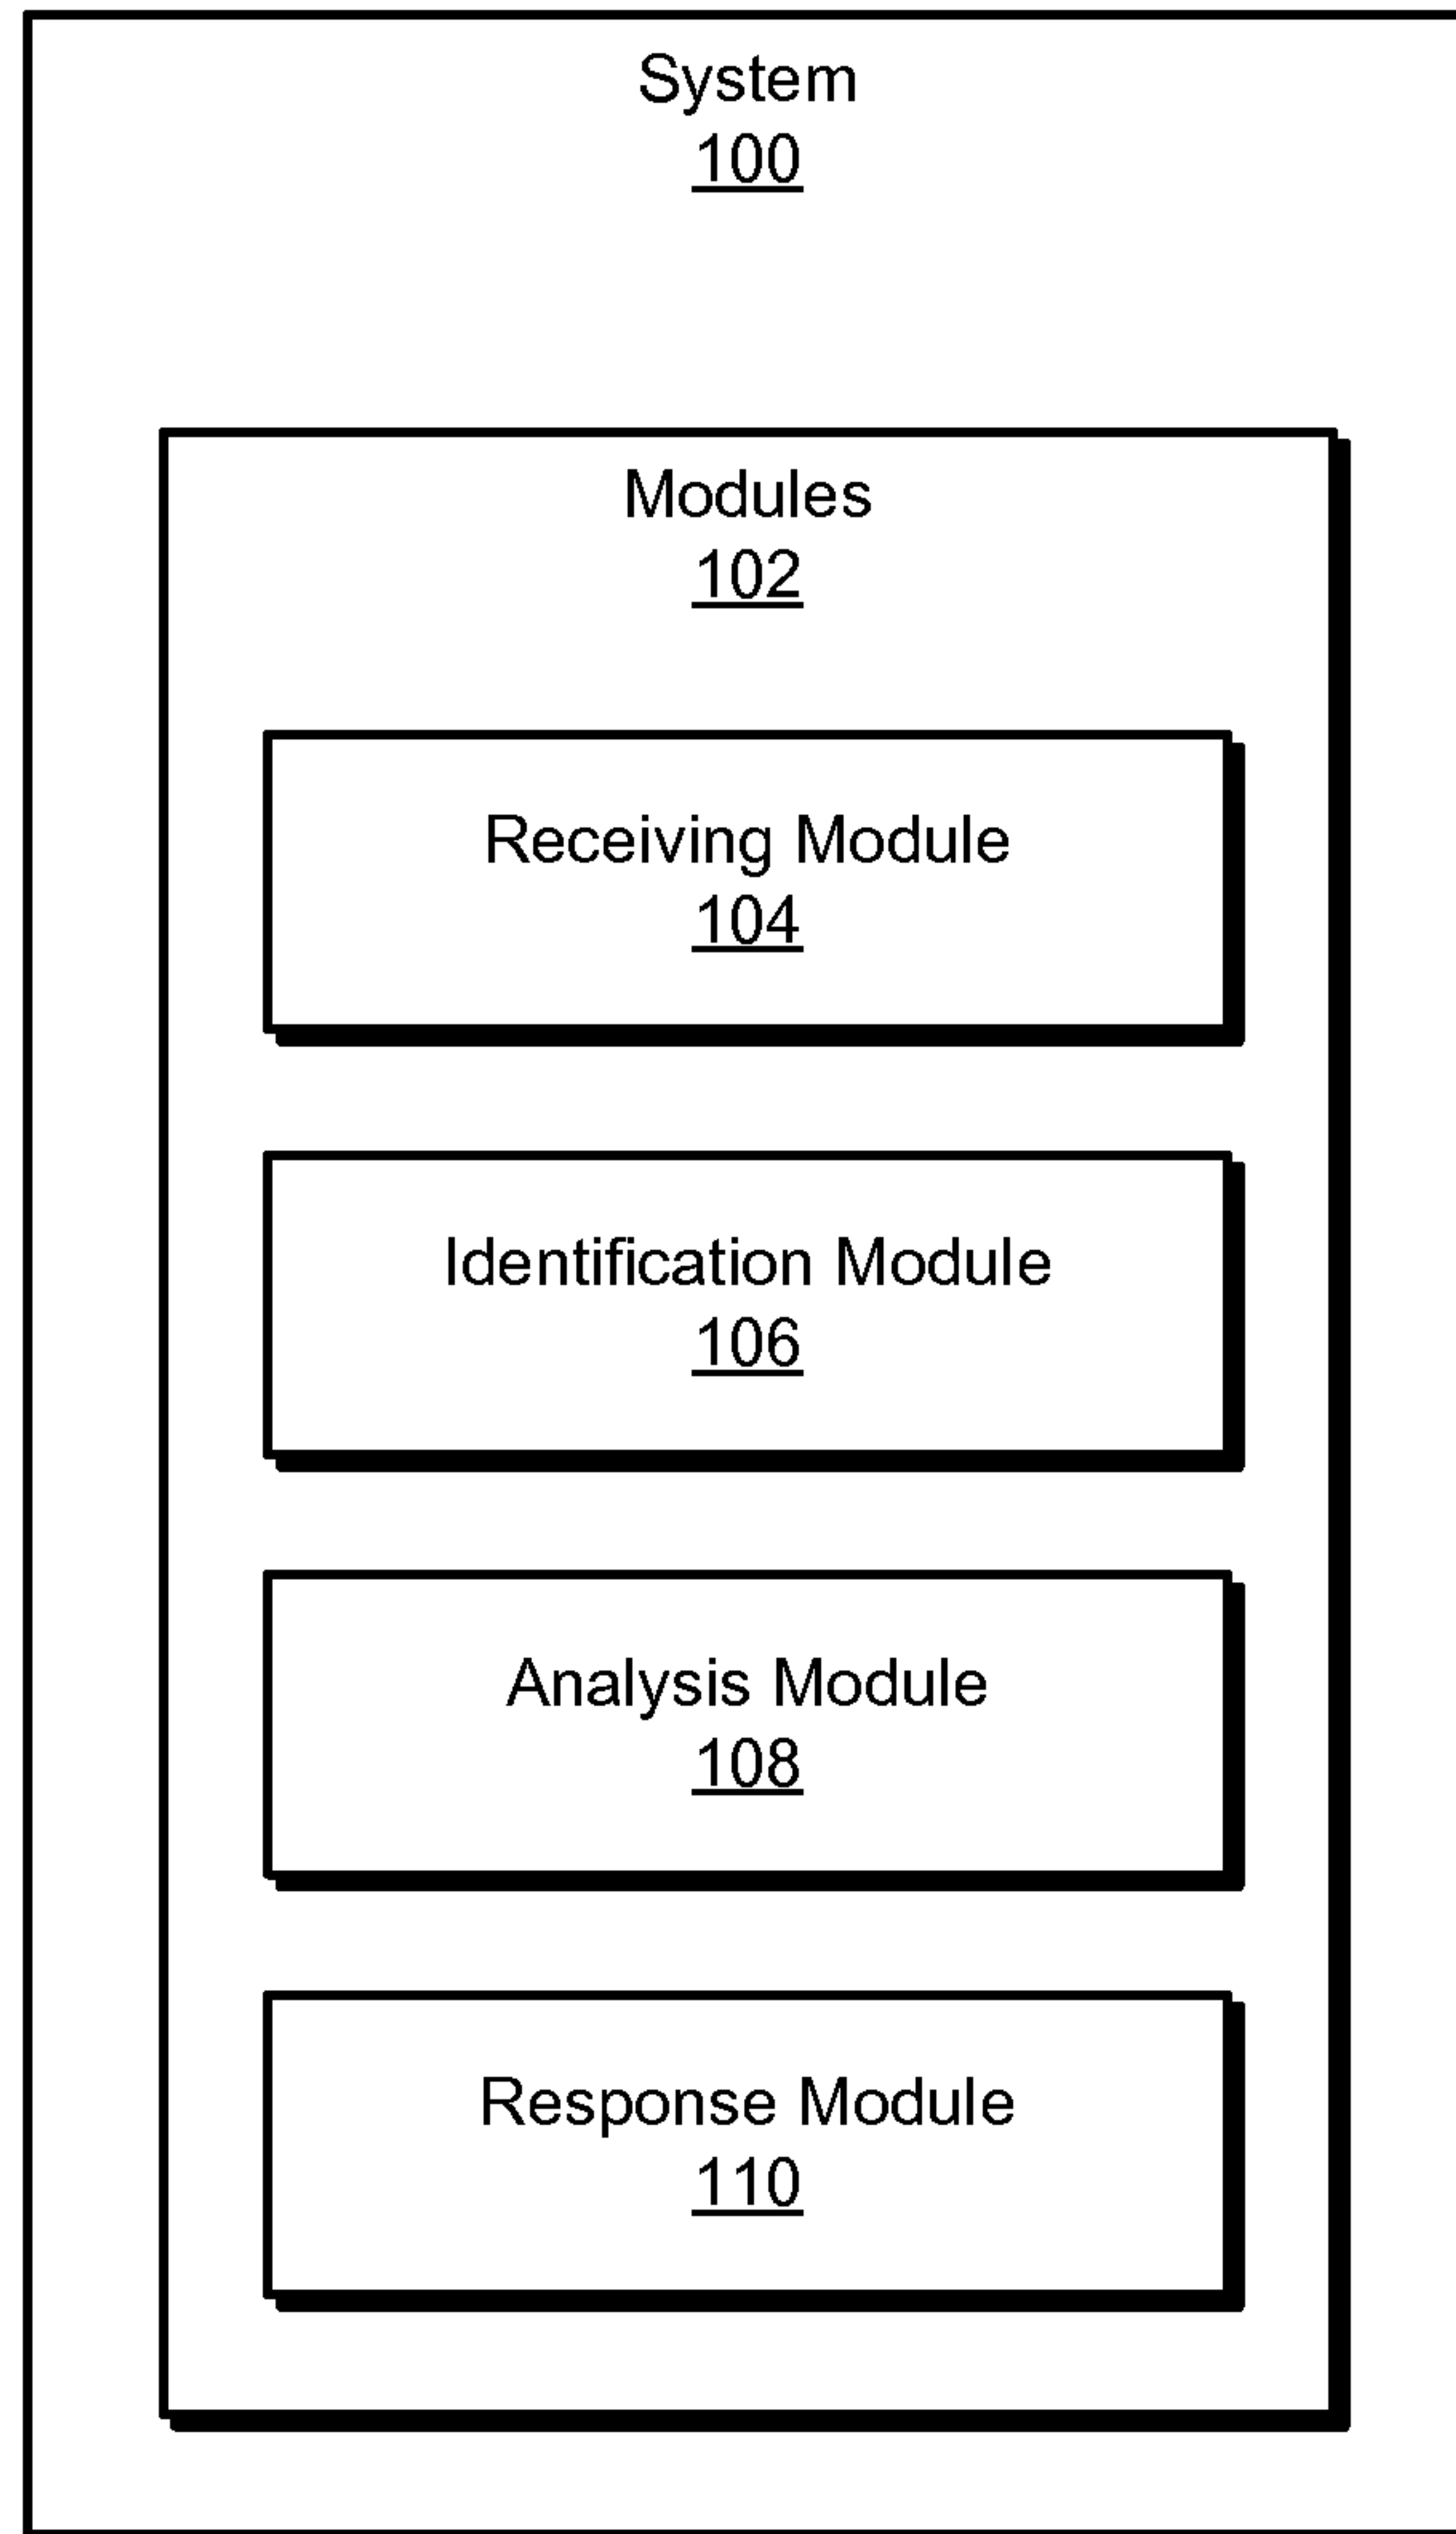 System
100
Modules
102
Receiving Module
104
Identification Module
106
Analysis Module
108
Response Module
110